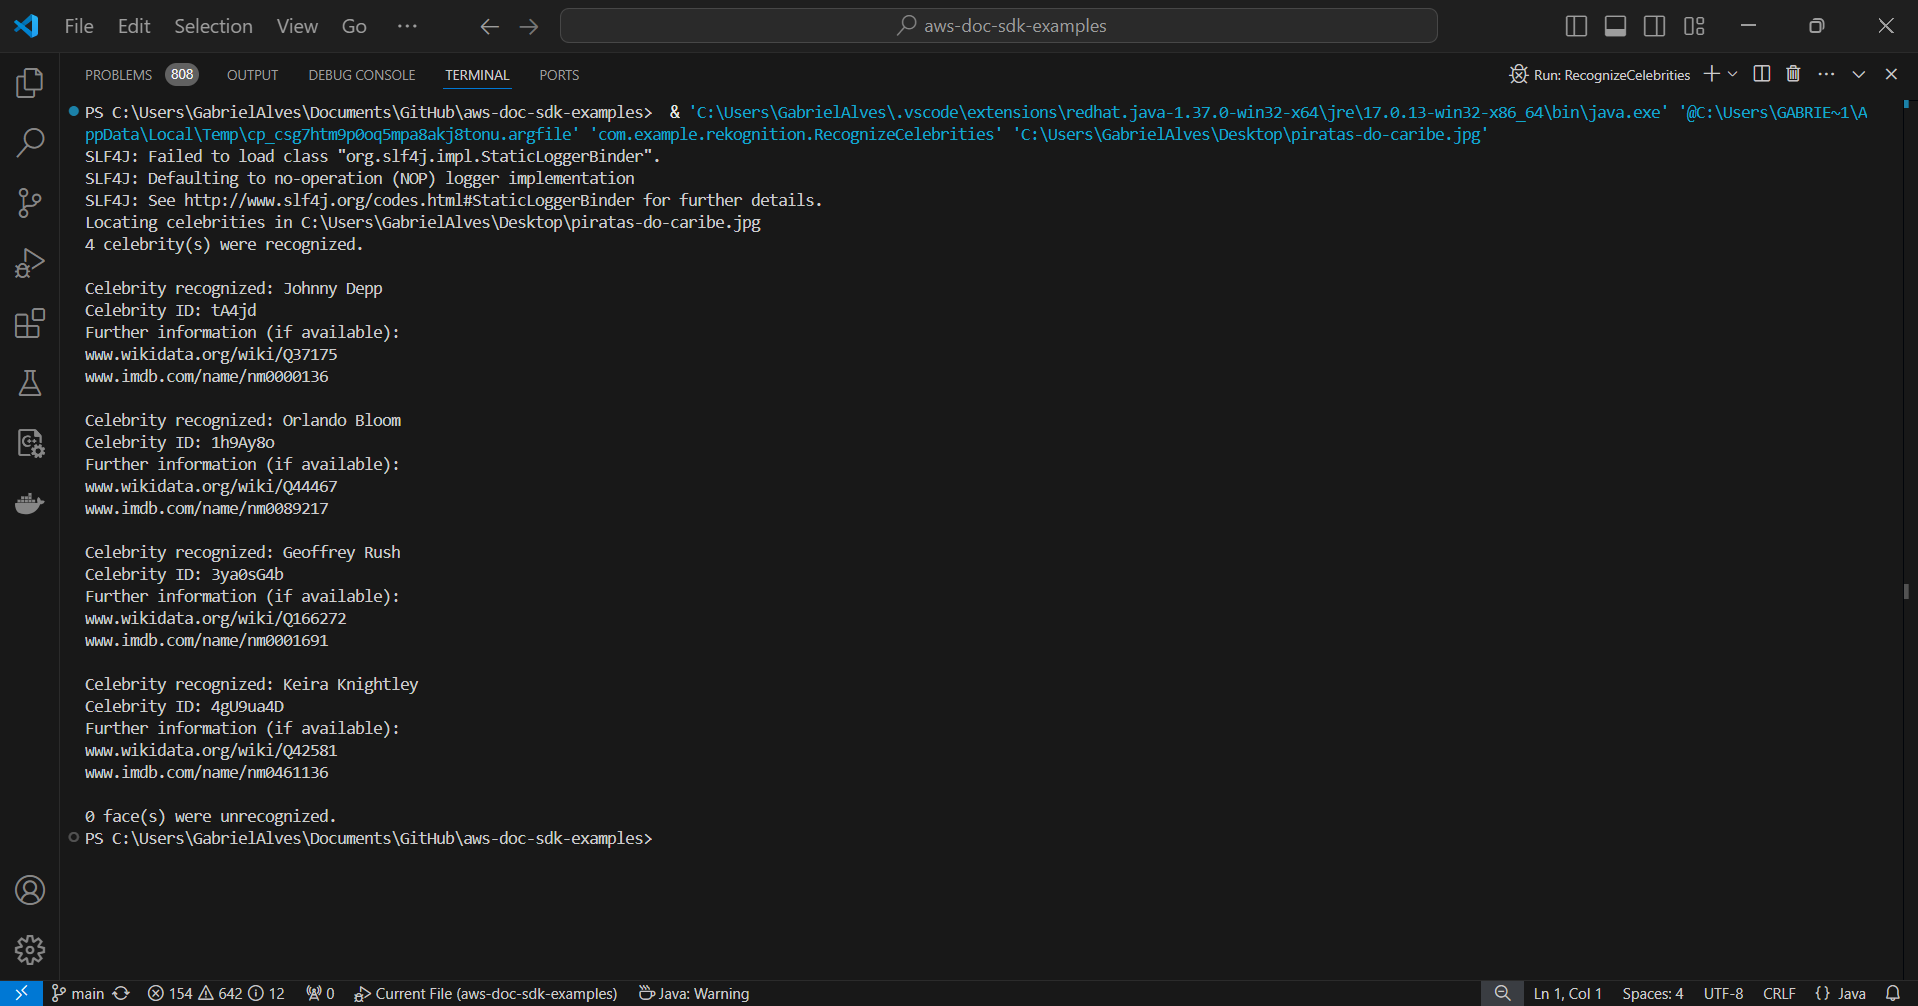 File Edit Selection View Go ··· aws-doc-sdk-examples
PROBLEMS 808 OUTPUT DEBUG CONSOLE TERMINAL PORTS Run: RecognizeCelebrities
PS C:\Users\GabrielAlves\Documents\GitHub\aws-doc-sdk-examples>  & 'C:\Users\GabrielAlves\.vscode\extensions\redhat.java-1.37.0-win32-x64\jre\17.0.13-win32-x86_64\bin\java.exe' '@C:\Users\GABRIE~1\A
ppData\Local\Temp\cp_csg7htm9p0oq5mpa8akj8tonu.argfile' 'com.example.rekognition.RecognizeCelebrities' 'C:\Users\GabrielAlves\Desktop\piratas-do-caribe.jpg'
SLF4J: Failed to load class "org.slf4j.impl.StaticLoggerBinder".
SLF4J: Defaulting to no-operation (NOP) logger implementation
SLF4J: See http://www.slf4j.org/codes.html#StaticLoggerBinder for further details.
Locating celebrities in C:\Users\GabrielAlves\Desktop\piratas-do-caribe.jpg
4 celebrity(s) were recognized.
Celebrity recognized: Johnny Depp
Celebrity ID: tA4jd
Further information (if available):
www.wikidata.org/wiki/Q37175
www.imdb.com/name/nm0000136
Celebrity recognized: Orlando Bloom
Celebrity ID: 1h9Ay8o
Further information (if available):
www.wikidata.org/wiki/Q44467
www.imdb.com/name/nm0089217
Celebrity recognized: Geoffrey Rush
Celebrity ID: 3ya0sG4b
Further information (if available):
www.wikidata.org/wiki/Q166272
www.imdb.com/name/nm0001691
Celebrity recognized: Keira Knightley
Celebrity ID: 4gU9ua4D
Further information (if available):
www.wikidata.org/wiki/Q42581
www.imdb.com/name/nm0461136
0 face(s) were unrecognized.
PS C:\Users\GabrielAlves\Documents\GitHub\aws-doc-sdk-examples>
main 154 642 12 0 Current File (aws-doc-sdk-examples) Java: Warning Ln 1, Col 1 Spaces: 4 UTF-8 CRLF {} Java